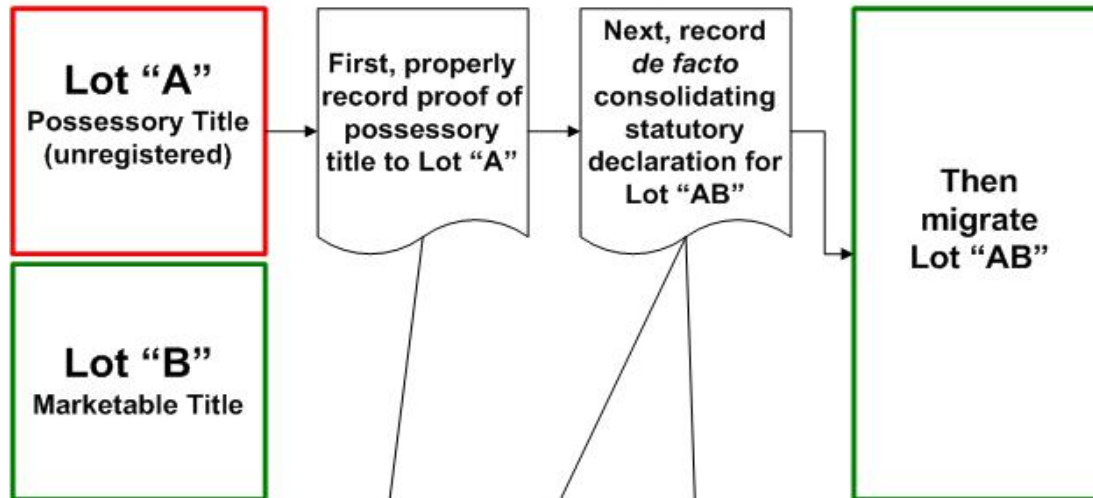 Lot “A”
Possessory Title
(unregistered)
First, properly
record proof of
possessory
title to Lot “A”
Next, record
de facto
consolidating
statutory
declaration for
Lot “AB”
Then
migrate
Lot “AB”
Lot “B”
Marketable Title